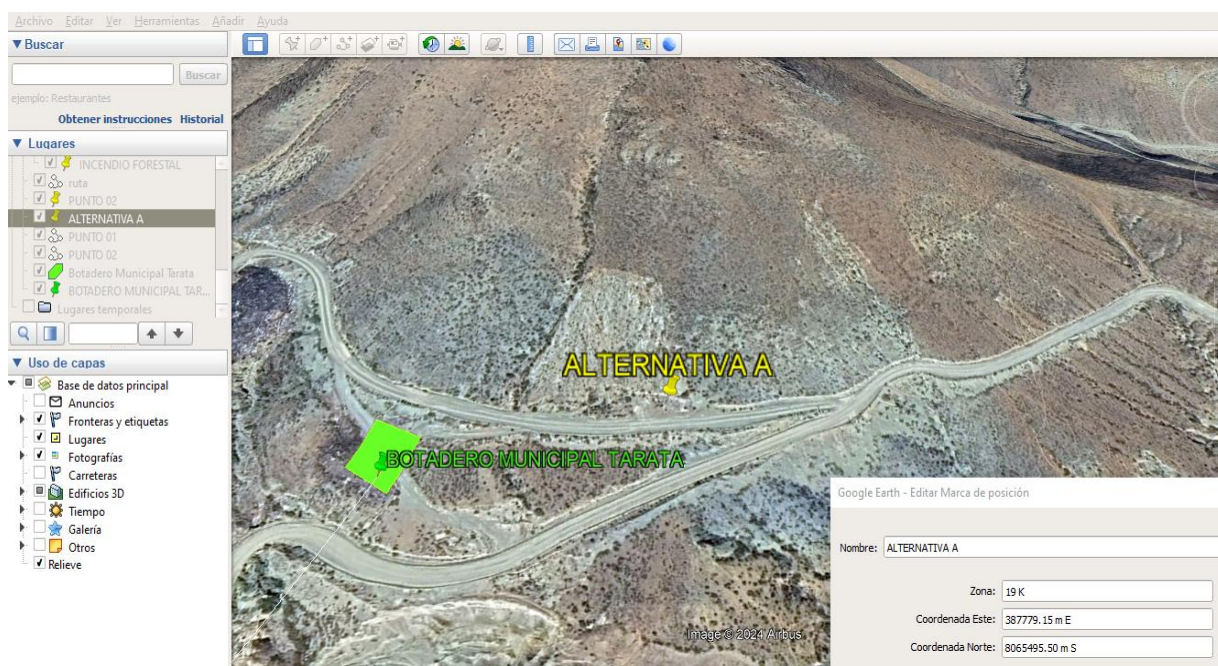 Archivo Editar Ver Herramientas Añadir Ayuda
Buscar
Buscar
ejemplo: Restaurantes
Obtener instrucciones Historial
Lugares
INCENDIO FORESTAL
ruta
PUNTO 02
ALTERNATIVA A
PUNTO 01
PUNTO 02
Botadero Municipal Tarata
BOTADERO MUNICIPAL TAR...
Lugares temporales
Uso de capas
Base de datos principal
Anuncios
Fronteras y etiquetas
Lugares
Fotografías
Carreteras
Edificios 3D
Tiempo
Galería
Otros
Relieve
ALTERNATIVA A
BOTADERO MUNICIPAL TARATA
Image © 2024 Airbus
Google Earth - Editar Marca de posición
Nombre: ALTERNATIVA A
Zona: 19 K
Coordenada Este: 387779.15 m E
Coordenada Norte: 8065495.50 m S